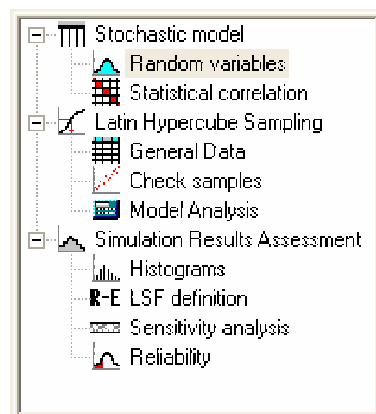 Stochastic model
Random variables
Statistical correlation
Latin Hypercube Sampling
General Data
Check samples
Model Analysis
Simulation Results Assessment
Histograms
R-E LSF definition
Sensitivity analysis
Reliability